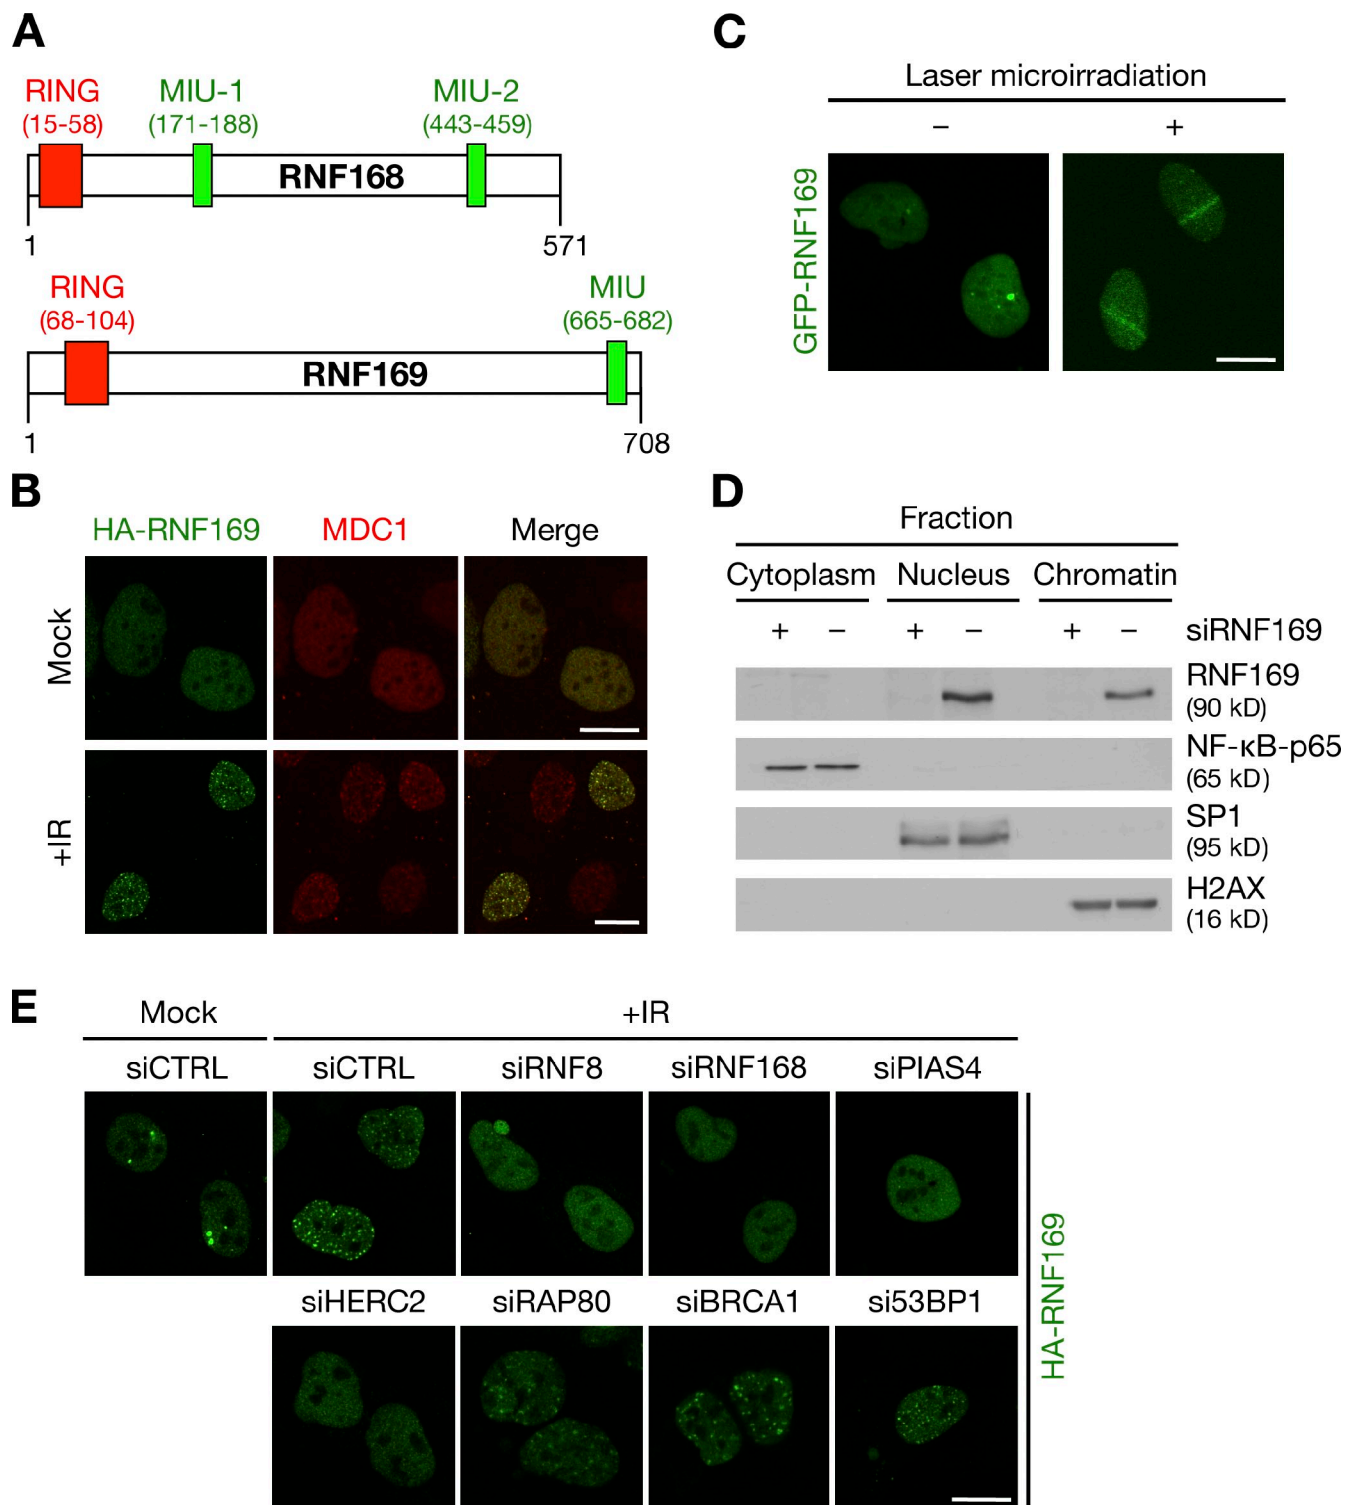 A
RING MIU-1 MIU-2
(15-58) (171-188) (443-459)
RNF168
1 571
RING MIU
(68-104) (665-682)
RNF169
1 708
B
HA-RNF169 MDC1 Merge
Mock
+IR
C
Laser microirradiation
− +
GFP-RNF169
D
Fraction
Cytoplasm Nucleus Chromatin
+ − + − + − siRNF169
RNF169
(90 kD)
NF-κB-p65
(65 kD)
SP1
(95 kD)
H2AX
(16 kD)
E
Mock +IR
siCTRL siCTRL siRNF8 siRNF168 siPIAS4
siHERC2 siRAP80 siBRCA1 si53BP1
HA-RNF169